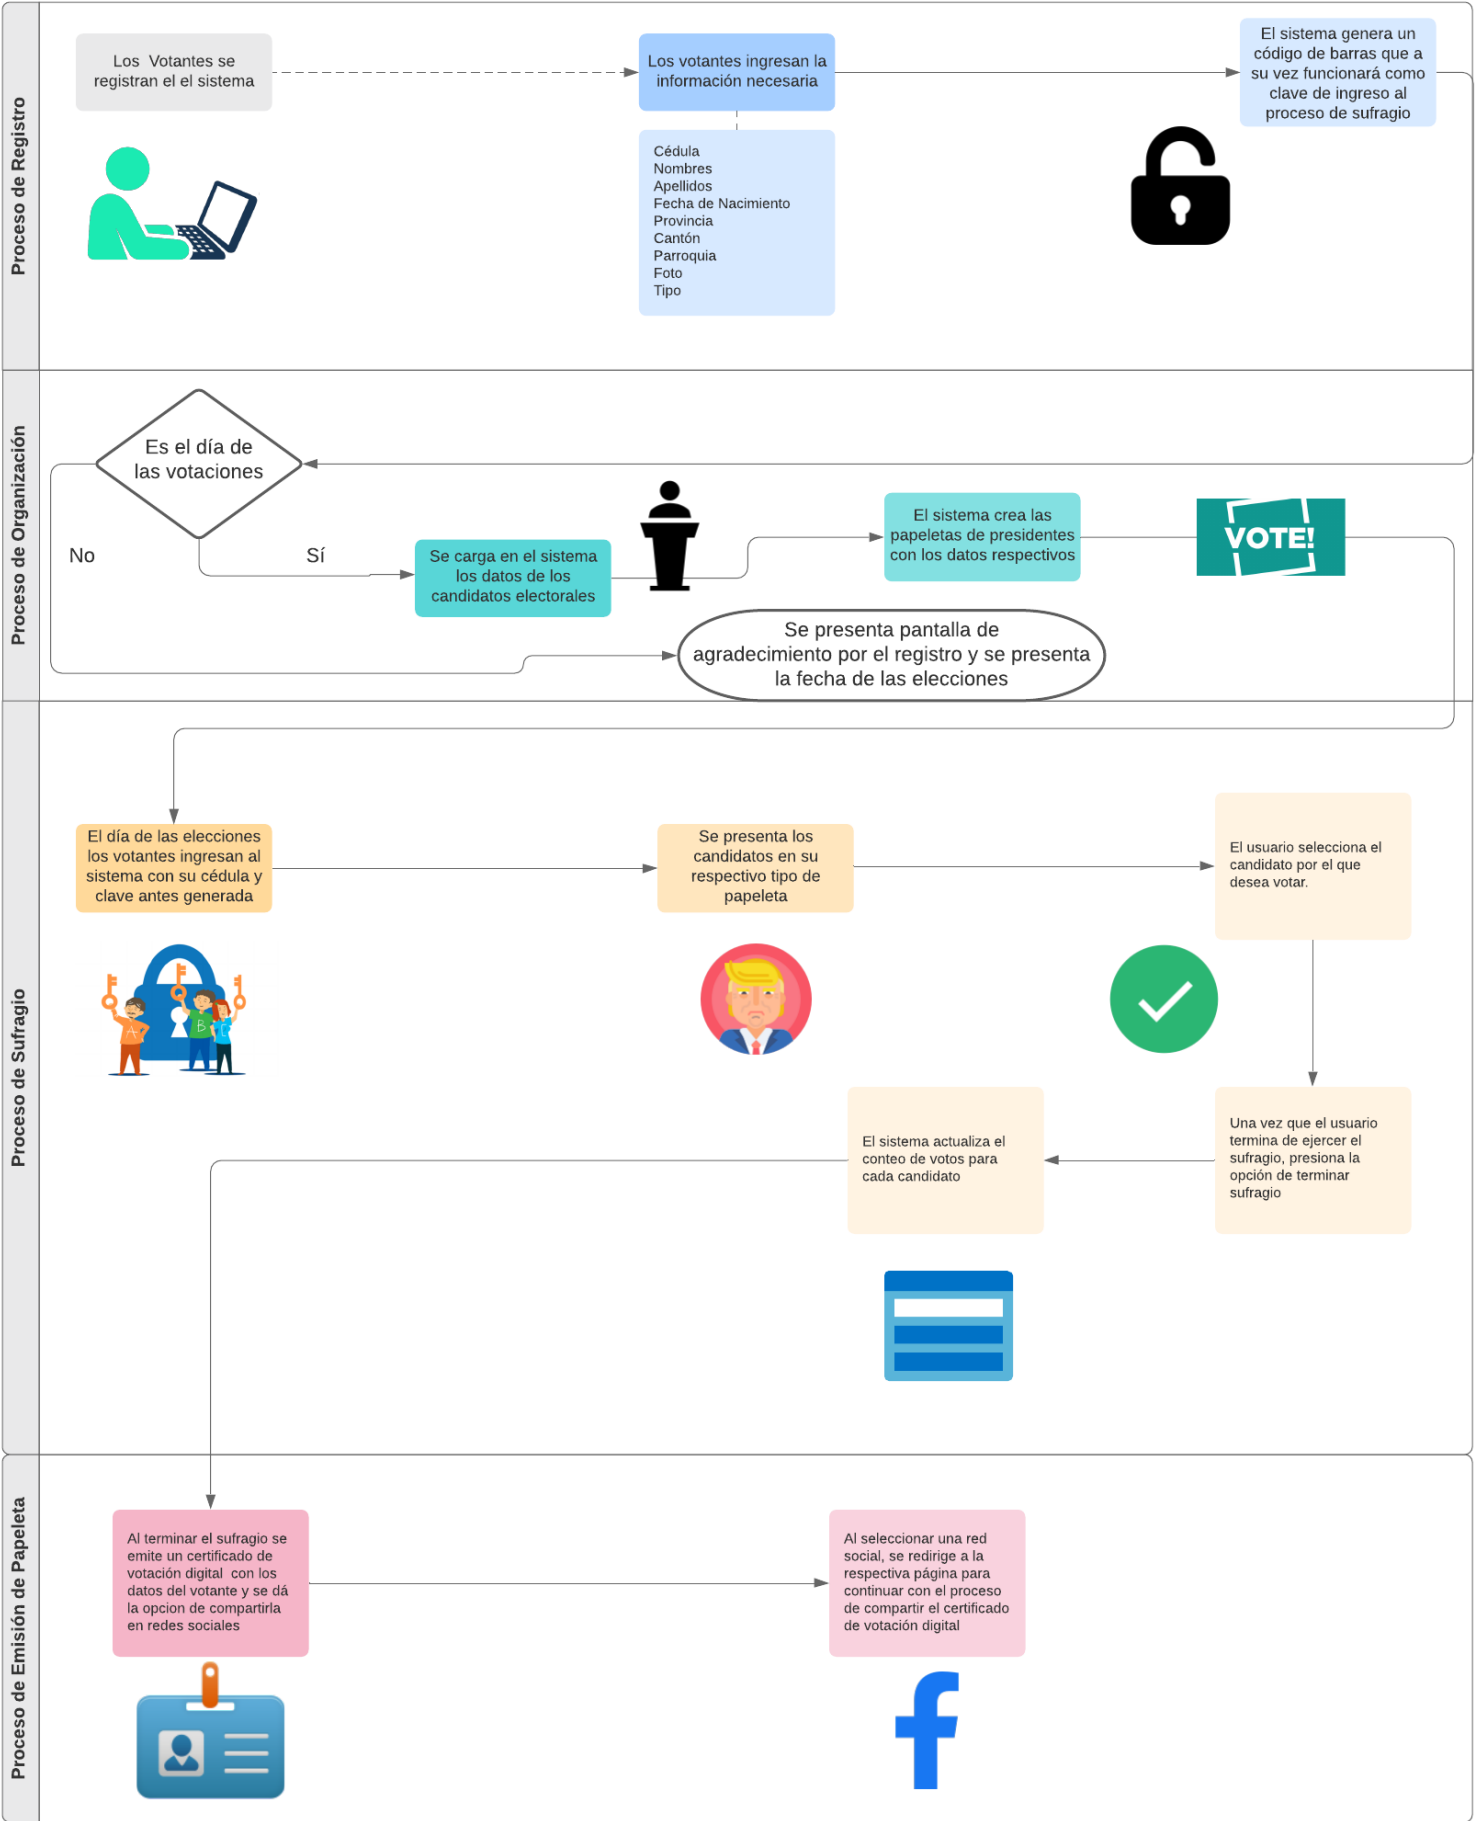 Proceso de Registro
Los  Votantes se
registran el el sistema
Los votantes ingresan la
información necesaria
Cédula
Nombres
Apellidos
Fecha de Nacimiento
Provincia
Cantón
Parroquia
Foto
Tipo
El sistema genera un
código de barras que a
su vez funcionará como
clave de ingreso al
proceso de sufragio
Proceso de Organización
Es el día de
las votaciones
No
Sí
Se carga en el sistema
los datos de los
candidatos electorales
El sistema crea las
papeletas de presidentes
con los datos respectivos
VOTE!
Se presenta pantalla de
agradecimiento por el registro y se presenta
la fecha de las elecciones
Proceso de Sufragio
El día de las elecciones
los votantes ingresan al
sistema con su cédula y
clave antes generada
A
B
C
Se presenta los
candidatos en su
respectivo tipo de
papeleta
El usuario selecciona el
candidato por el que
desea votar.
Una vez que el usuario
termina de ejercer el
sufragio, presiona la
opción de terminar
sufragio
El sistema actualiza el
conteo de votos para
cada candidato
Proceso de Emisión de Papeleta
Al terminar el sufragio se
emite un certificado de
votación digital  con los
datos del votante y se dá
la opcion de compartirla
en redes sociales
Al seleccionar una red
social, se redirige a la
respectiva página para
continuar con el proceso
de compartir el certificado
de votación digital